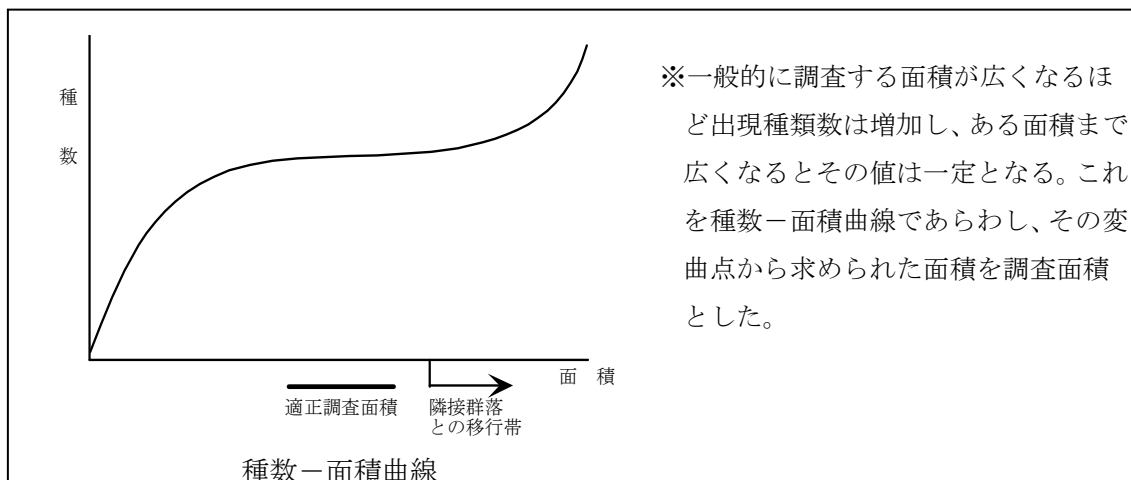 種
数
※一般的に調査する面積が広くなるほ
ど出現種類数は増加し、ある面積まで
広くなるとその値は一定となる。これ
を種数－面積曲線であらわし、その変
曲点から求められた面積を調査面積
とした。
面　積
適正調査面積
隣接群落
との移行帯
種数－面積曲線